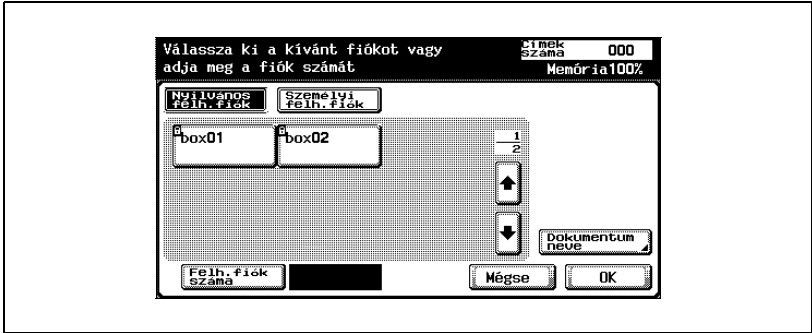 Válassza ki a kívánt fiókot vagy
adja meg a fiók számát
Címek
száma
000
Memória100%
Nyilvános
felh.fiók
Személyi
felh.fiók
box01
box02
1
2
Dokumentum
neve
Felh.fiók
száma
Mégse
OK